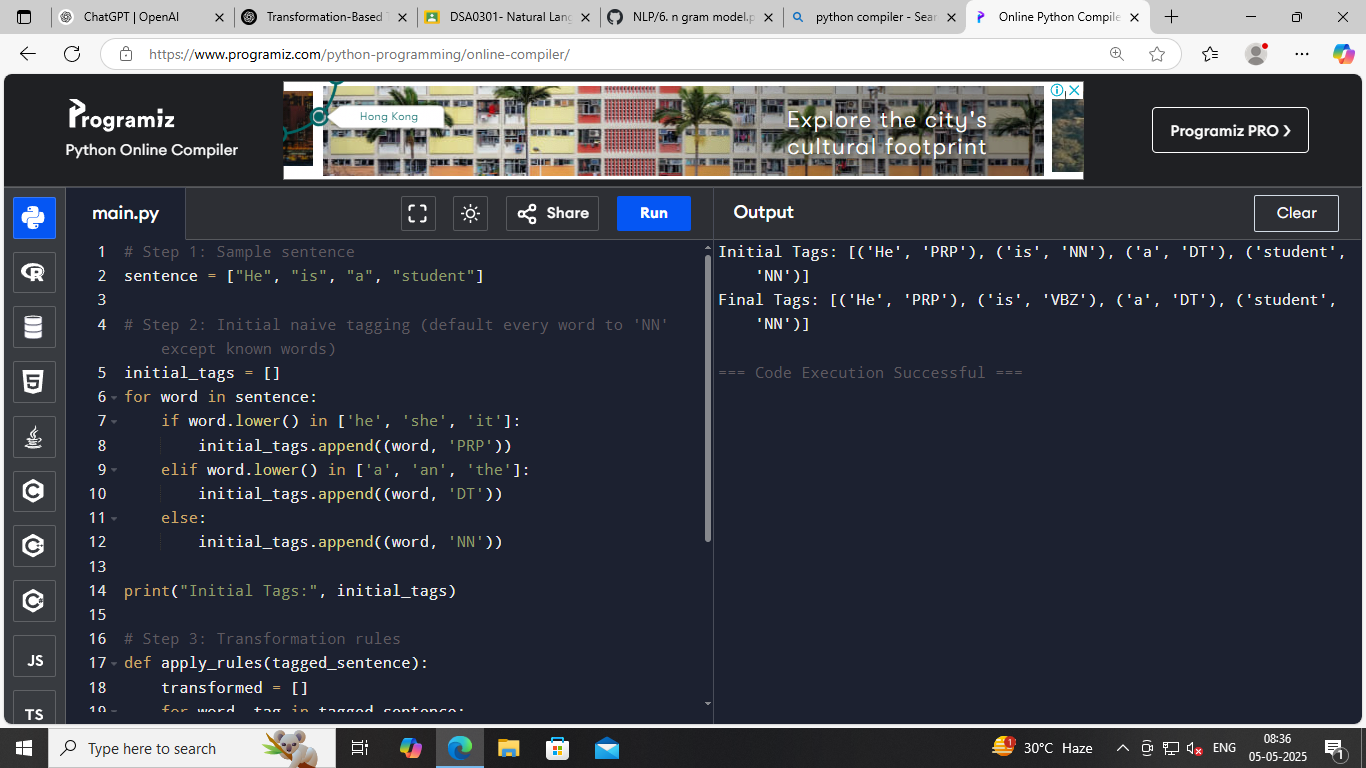 ChatGPT | OpenAI
Transformation-Based
DSA0301- Natural Lang
NLP/6. n gram model.p
python compiler - Sear
Online Python Compile
https://www.programiz.com/python-programming/online-compiler/
Programiz
Python Online Compiler
Hong Kong
Explore the city's
cultural footprint
Programiz PRO
main.py
Share
Run
Output
Clear
1 # Step 1: Sample sentence
2 sentence = ["He", "is", "a", "student"]
3
4 # Step 2: Initial naive tagging (default every word to 'NN'
except known words)
5 initial_tags = []
6 for word in sentence:
7 if word.lower() in ['he', 'she', 'it']:
8 initial_tags.append((word, 'PRP'))
9 elif word.lower() in ['a', 'an', 'the']:
10 initial_tags.append((word, 'DT'))
11 else:
12 initial_tags.append((word, 'NN'))
13
14 print("Initial Tags:", initial_tags)
15
16 # Step 3: Transformation rules
17 def apply_rules(tagged_sentence):
18 transformed = []
19 for word, tag in tagged_sentence:
Initial Tags: [('He', 'PRP'), ('is', 'NN'), ('a', 'DT'), ('student',
'NN')]
Final Tags: [('He', 'PRP'), ('is', 'VBZ'), ('a', 'DT'), ('student',
'NN')]
=== Code Execution Successful ===
R
5
C
C
C
JS
TS
Type here to search
1
30°C Haze
ENG
08:36
05-05-2025
1